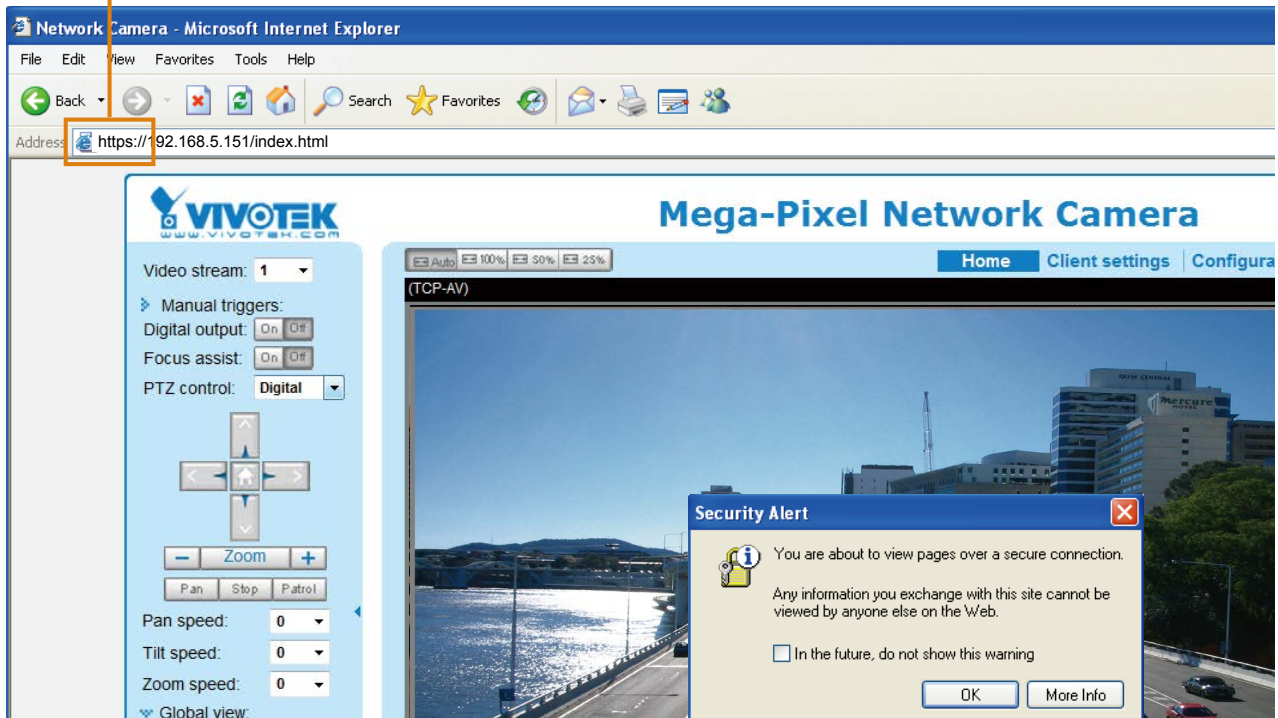 Network Camera - Microsoft Internet Explorer
File Edit View Favorites Tools Help
Back Search Favorites
Address https://192.168.5.151/index.html
VIVOTEK
www.vivotek.com
Mega-Pixel Network Camera
Auto 100% 50% 25%
Home Client settings Configura
(TCP-AV)
Video stream: 1
Manual triggers:
Digital output: On Off
Focus assist: On Off
PTZ control: Digital
Zoom
Pan Stop Patrol
Pan speed: 0
Tilt speed: 0
Zoom speed: 0
Global view:
QUAY CENTRAL
Mercure
HOTEL
Security Alert
You are about to view pages over a secure connection.
Any information you exchange with this site cannot be
viewed by anyone else on the Web.
In the future, do not show this warning
OK More Info